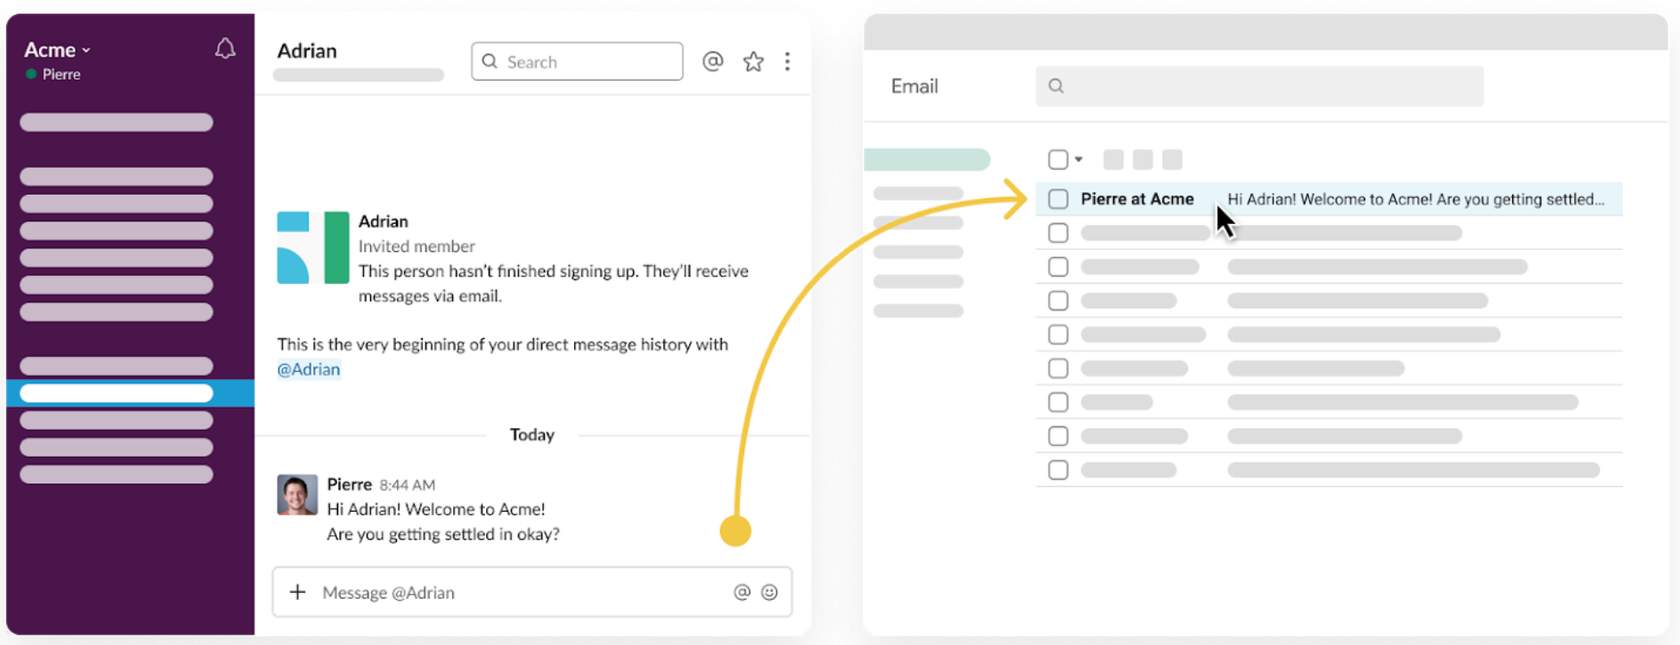 Acme
Pierre
Adrian
Search
Adrian
Invited member
This person hasn't finished signing up. They'll receive
messages via email.
This is the very beginning of your direct message history with
@Adrian
Today
Pierre 8:44 AM
Hi Adrian! Welcome to Acme!
Are you getting settled in okay?
Message @Adrian
Email
Pierre at Acme Hi Adrian! Welcome to Acme! Are you getting settled...